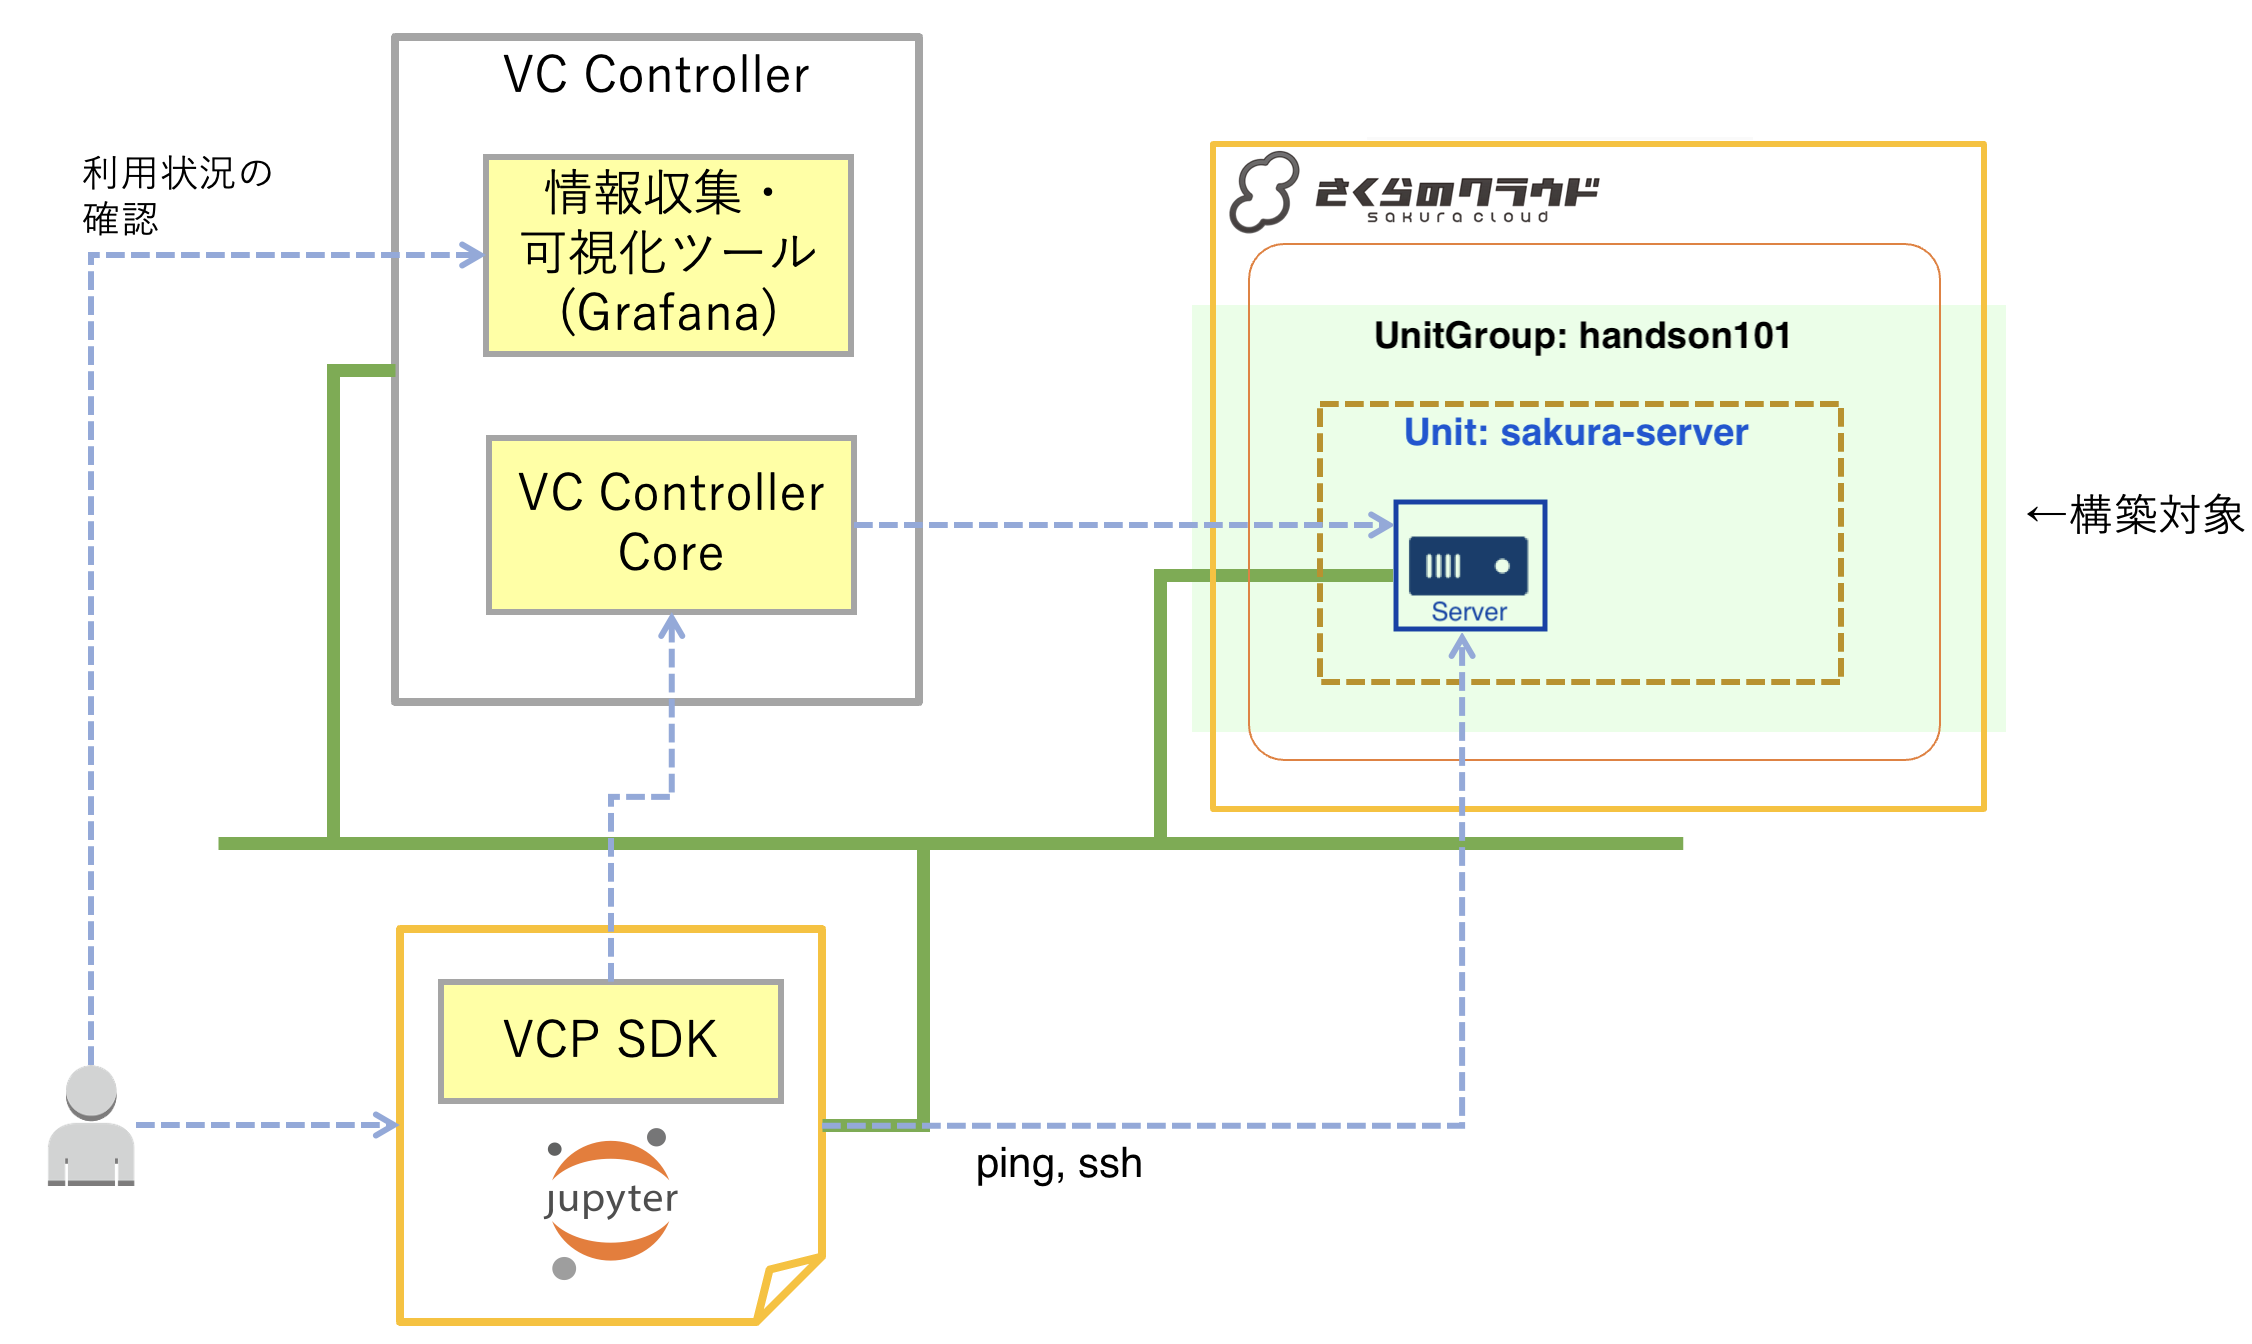 VC Controller
利用状況の
確認
情報収集・
可視化ツール
(Grafana)
さくらのクラウド
sakura cloud
UnitGroup: handson101
Unit: sakura-server
VC Controller
Core
Server
←構築対象
VCP SDK
jupyter
ping, ssh